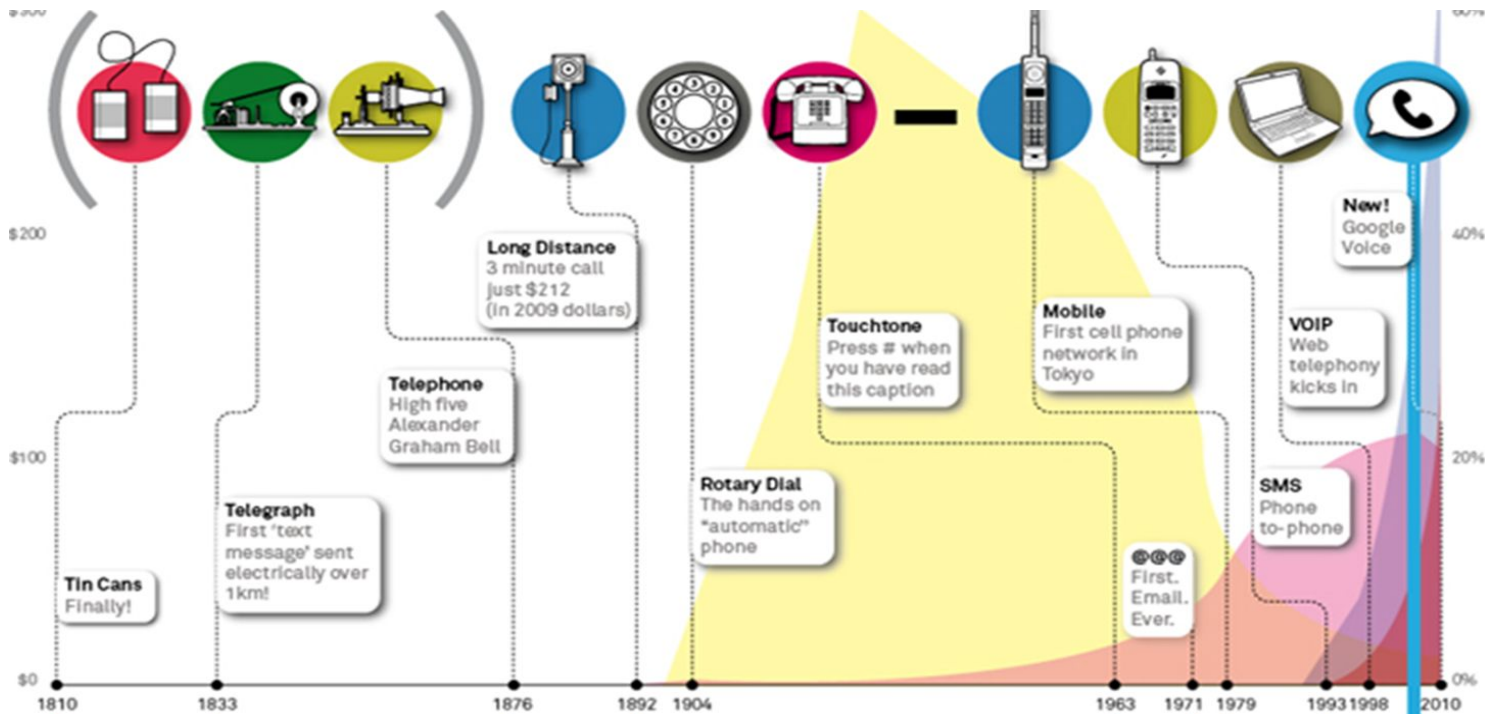 $300
60%
$200
40%
$100
20%
$0
0%
Tin Cans
Finally!
Telegraph
First 'text
message' sent
electrically over
1km!
Telephone
High five
Alexander
Graham Bell
Long Distance
3 minute call
just $212
(in 2009 dollars)
Rotary Dial
The hands on
"automatic"
phone
Touchtone
Press # when
you have read
this caption
Mobile
First cell phone
network in
Tokyo
@@@
First.
Email.
Ever.
SMS
Phone
to-phone
VOIP
Web
telephony
kicks in
New!
Google
Voice
1810 1833 1876 1892 1904 1963 1971 1979 1993 1998 2010